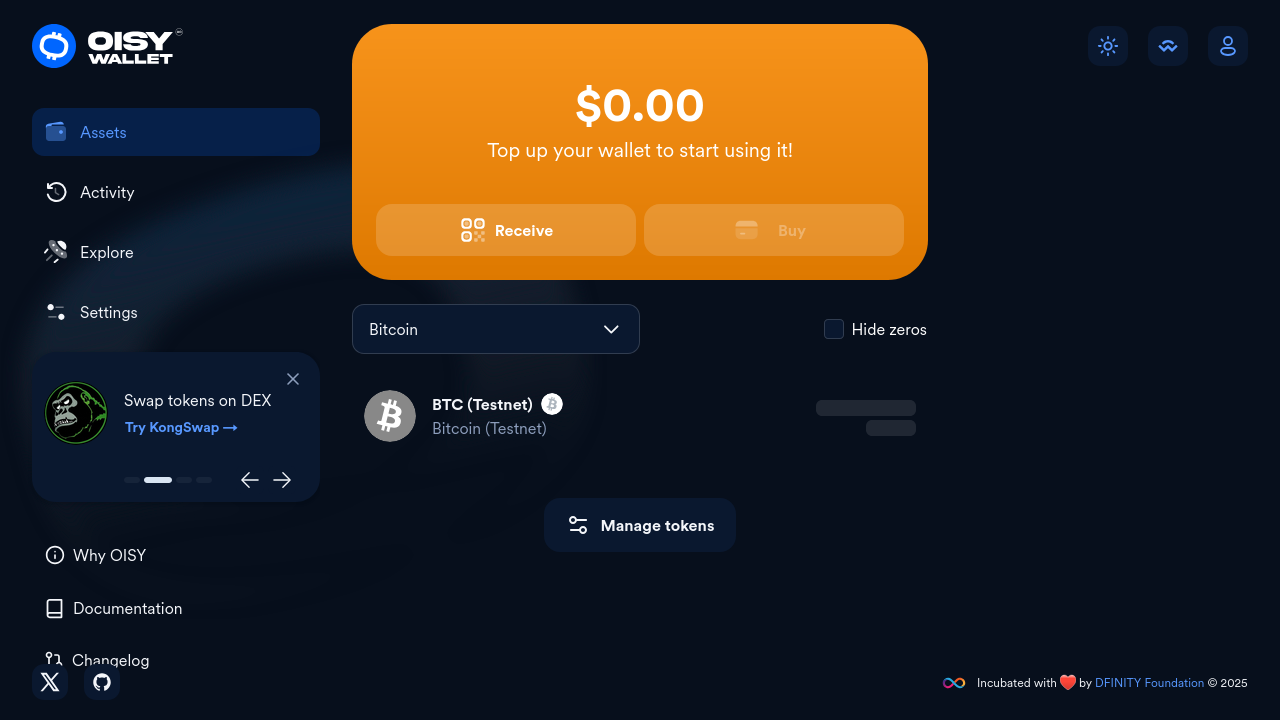 OISY
WALLET
Assets
Activity
Explore
Settings
Swap tokens on DEX
Try KongSwap →
Why OISY
Documentation
Changelog
$0.00
Top up your wallet to start using it!
Receive
Buy
Bitcoin
Hide zeros
BTC (Testnet)
Bitcoin (Testnet)
Manage tokens
Incubated with ❤️ by DFINITY Foundation © 2025